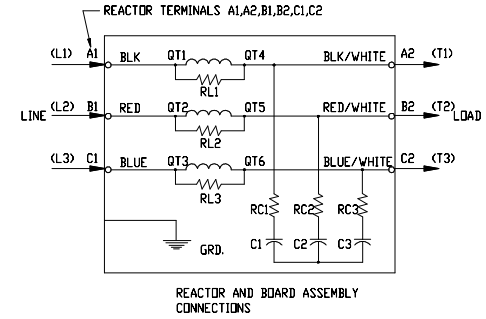 REACTOR TERMINALS A1,A2,B1,B2,C1,C2
(L1) A1 BLK QT1 QT4 BLK/WHITE A2 (T1)
RL1
LINE (L2) B1 RED QT2 QT5 RED/WHITE B2 (T2) LOAD
RL2
(L3) C1 BLUE QT3 QT6 BLUE/WHITE C2 (T3)
RL3
RC1 RC2 RC3
GRD. C1 C2 C3
REACTOR AND BOARD ASSEMBLY
CONNECTIONS